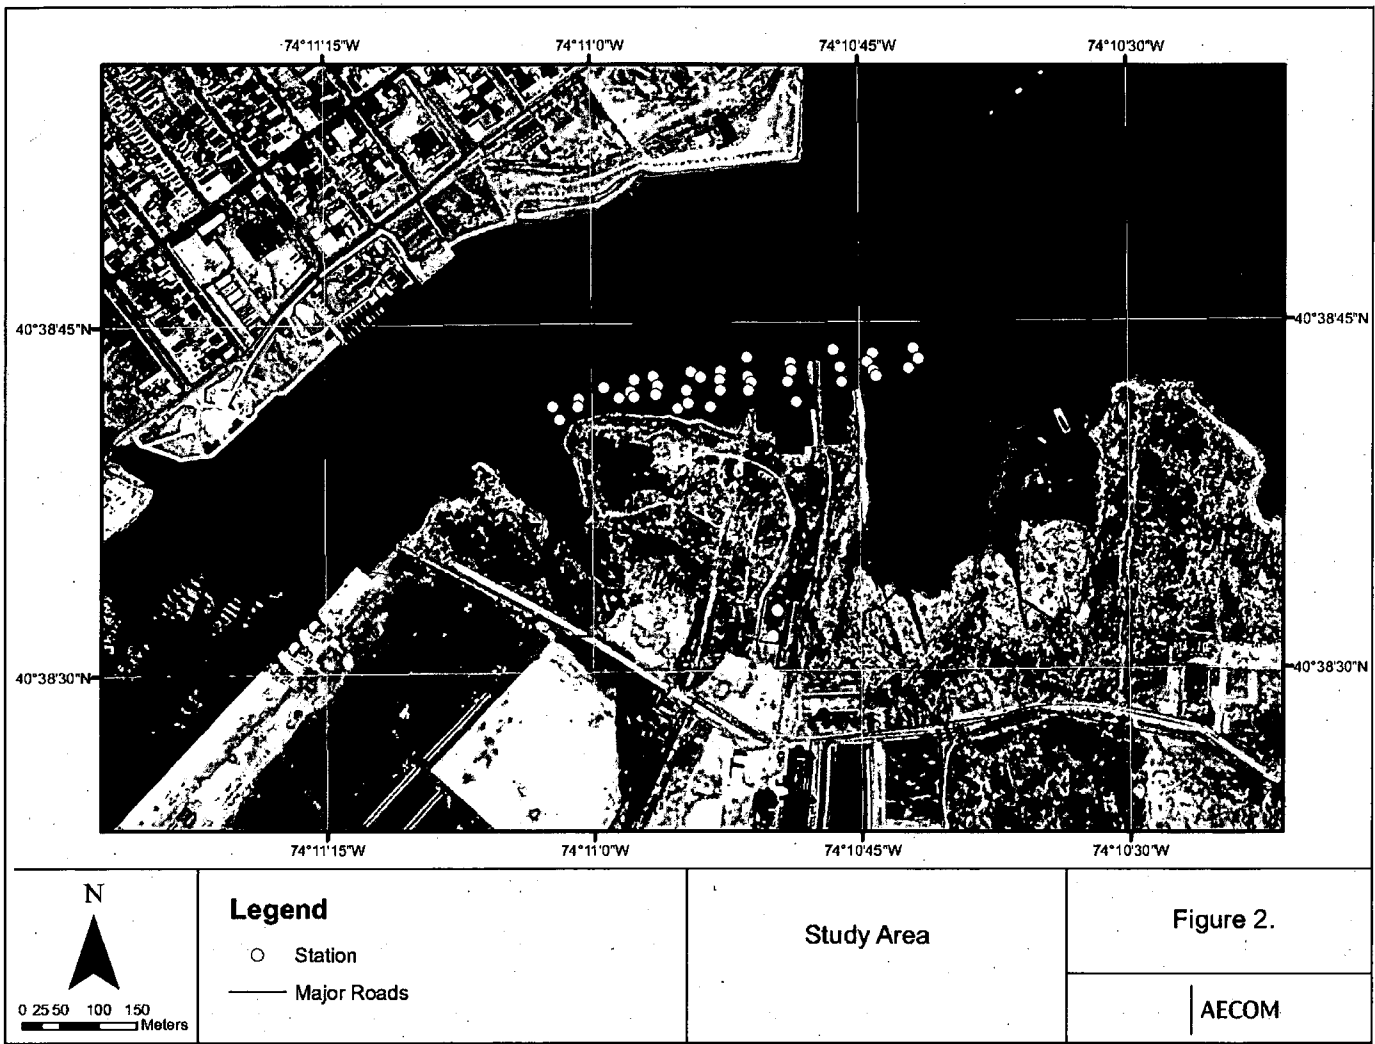 74°11'15"W 74°11'0"W 74°10'45"W 74°10'30"W
40°38'45"N 40°38'45"N
40°38'30"N 40°38'30"N
74°11'15"W 74°11'0"W 74°10'45"W 74°10'30"W
N
0 25 50 100 150
Meters
Legend
Station
Major Roads
Study Area
Figure 2.
AECOM